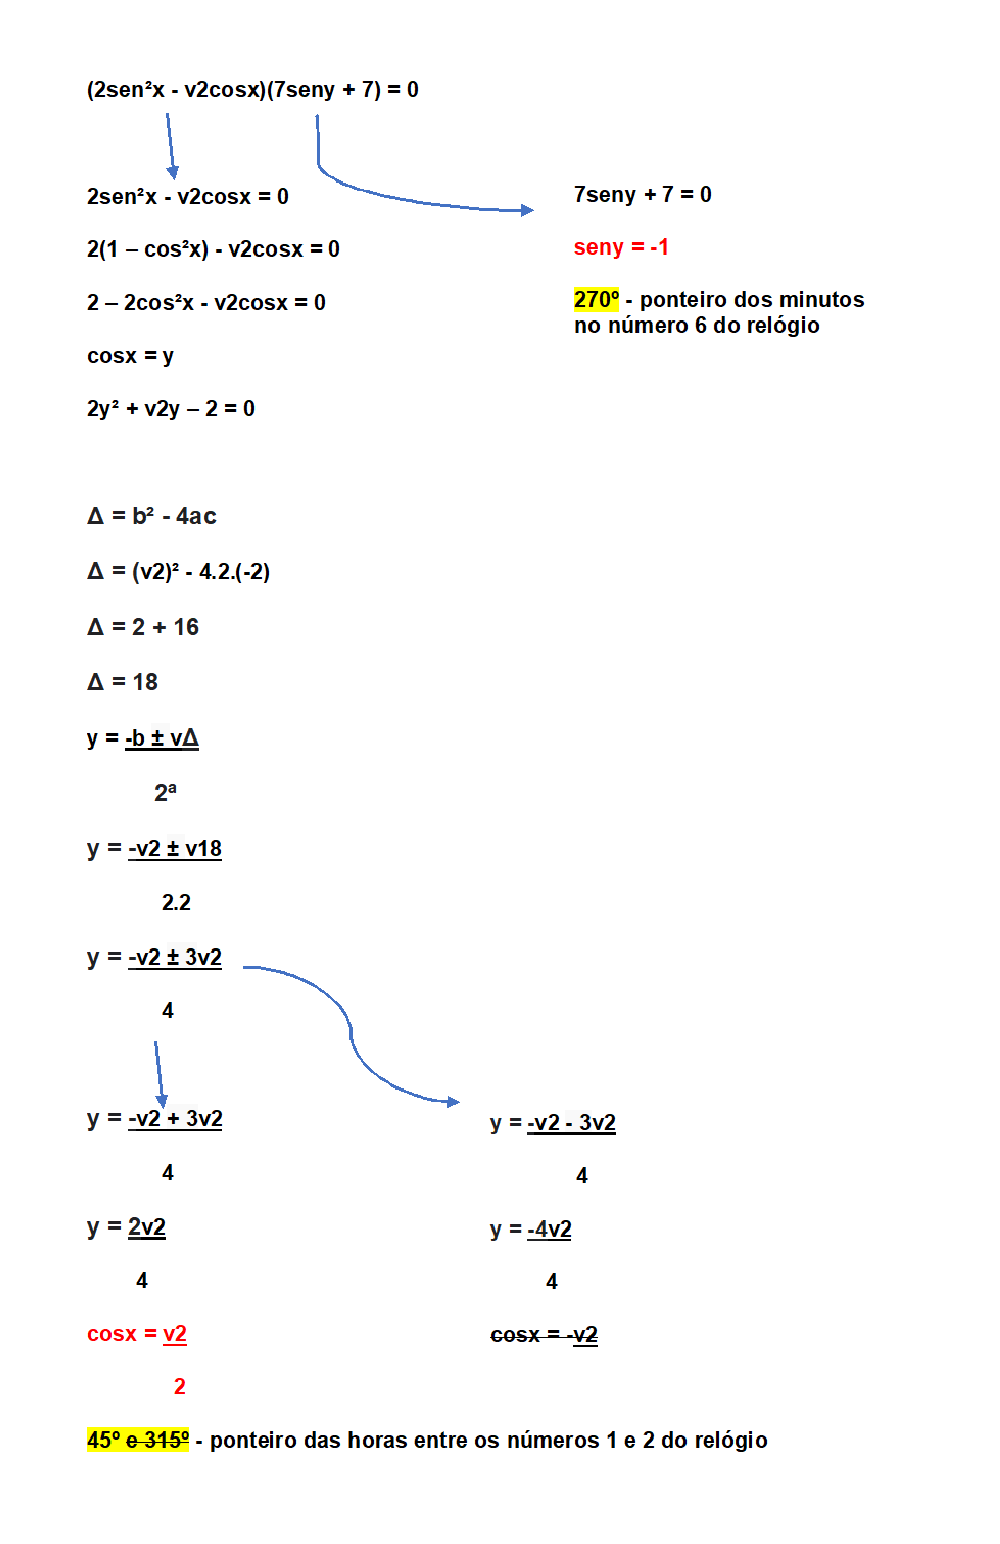 (2sen²x - v2cosx)(7seny + 7) = 0
2sen²x - v2cosx = 0
2(1 – cos²x) - v2cosx = 0
2 – 2cos²x - v2cosx = 0
cosx = y
2y² + v2y – 2 = 0
7seny + 7 = 0
seny = -1
270º - ponteiro dos minutos
no número 6 do relógio
Δ = b² - 4ac
Δ = (v2)² - 4.2.(-2)
Δ = 2 + 16
Δ = 18
y = -b ± vΔ
2ª
y = -v2 ± v18
2.2
y = -v2 ± 3v2
4
y = -v2 + 3v2
4
y = 2v2
4
cosx = v2
2
y = -v2 - 3v2
4
y = -4v2
4
cosx = -v2
45º e 315º - ponteiro das horas entre os números 1 e 2 do relógio